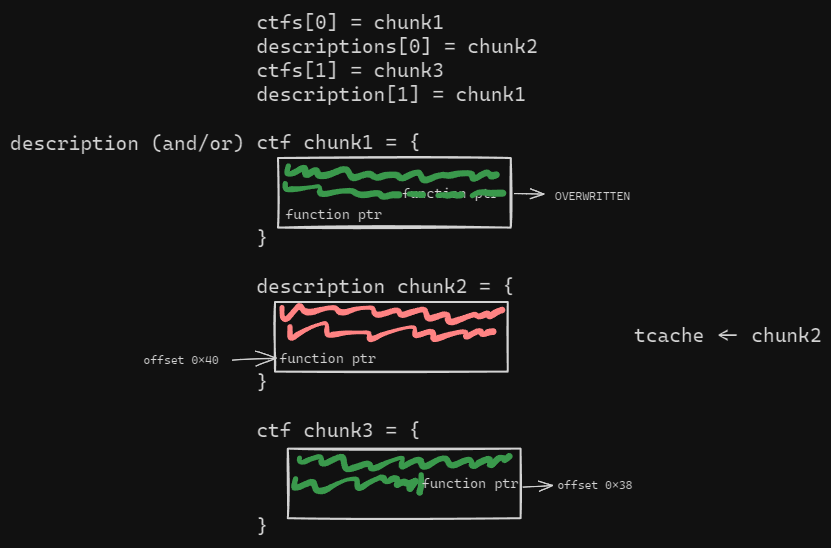 ctfs[0] = chunk1
descriptions[0] = chunk2
ctfs[1] = chunk3
description[1] = chunk1
description (and/or) ctf chunk1 = {
function ptr
OVERWRITTEN
function ptr
}
description chunk2 = {
tcache ← chunk2
offset 0×40
function ptr
}
ctf chunk3 = {
function ptr
offset 0×38
}